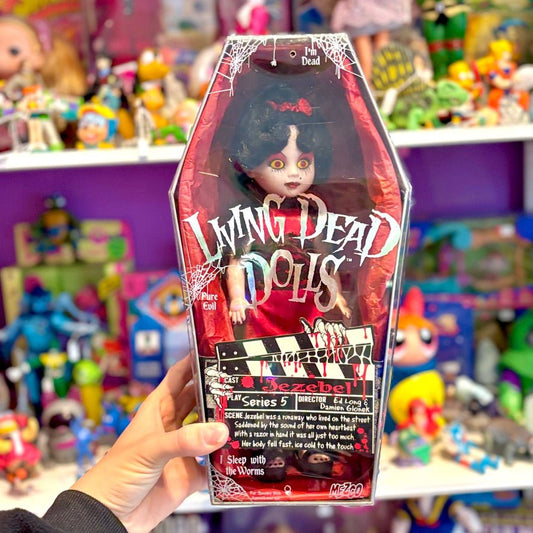 I'm
Dead
LIVING DEAD
DOLLS
Pure
Evil
CAST Jezebel
PLAY Series 5 DIRECTOR Ed Long &
Damien Glonek
SCENE Jezebel was a runaway who lived on the street
Saddened by the sound of her own heartbeat
With a razor in hand it was all just too much
Her body fell fast, ice cold to the touch
I Sleep with
the Worms
MEZCO